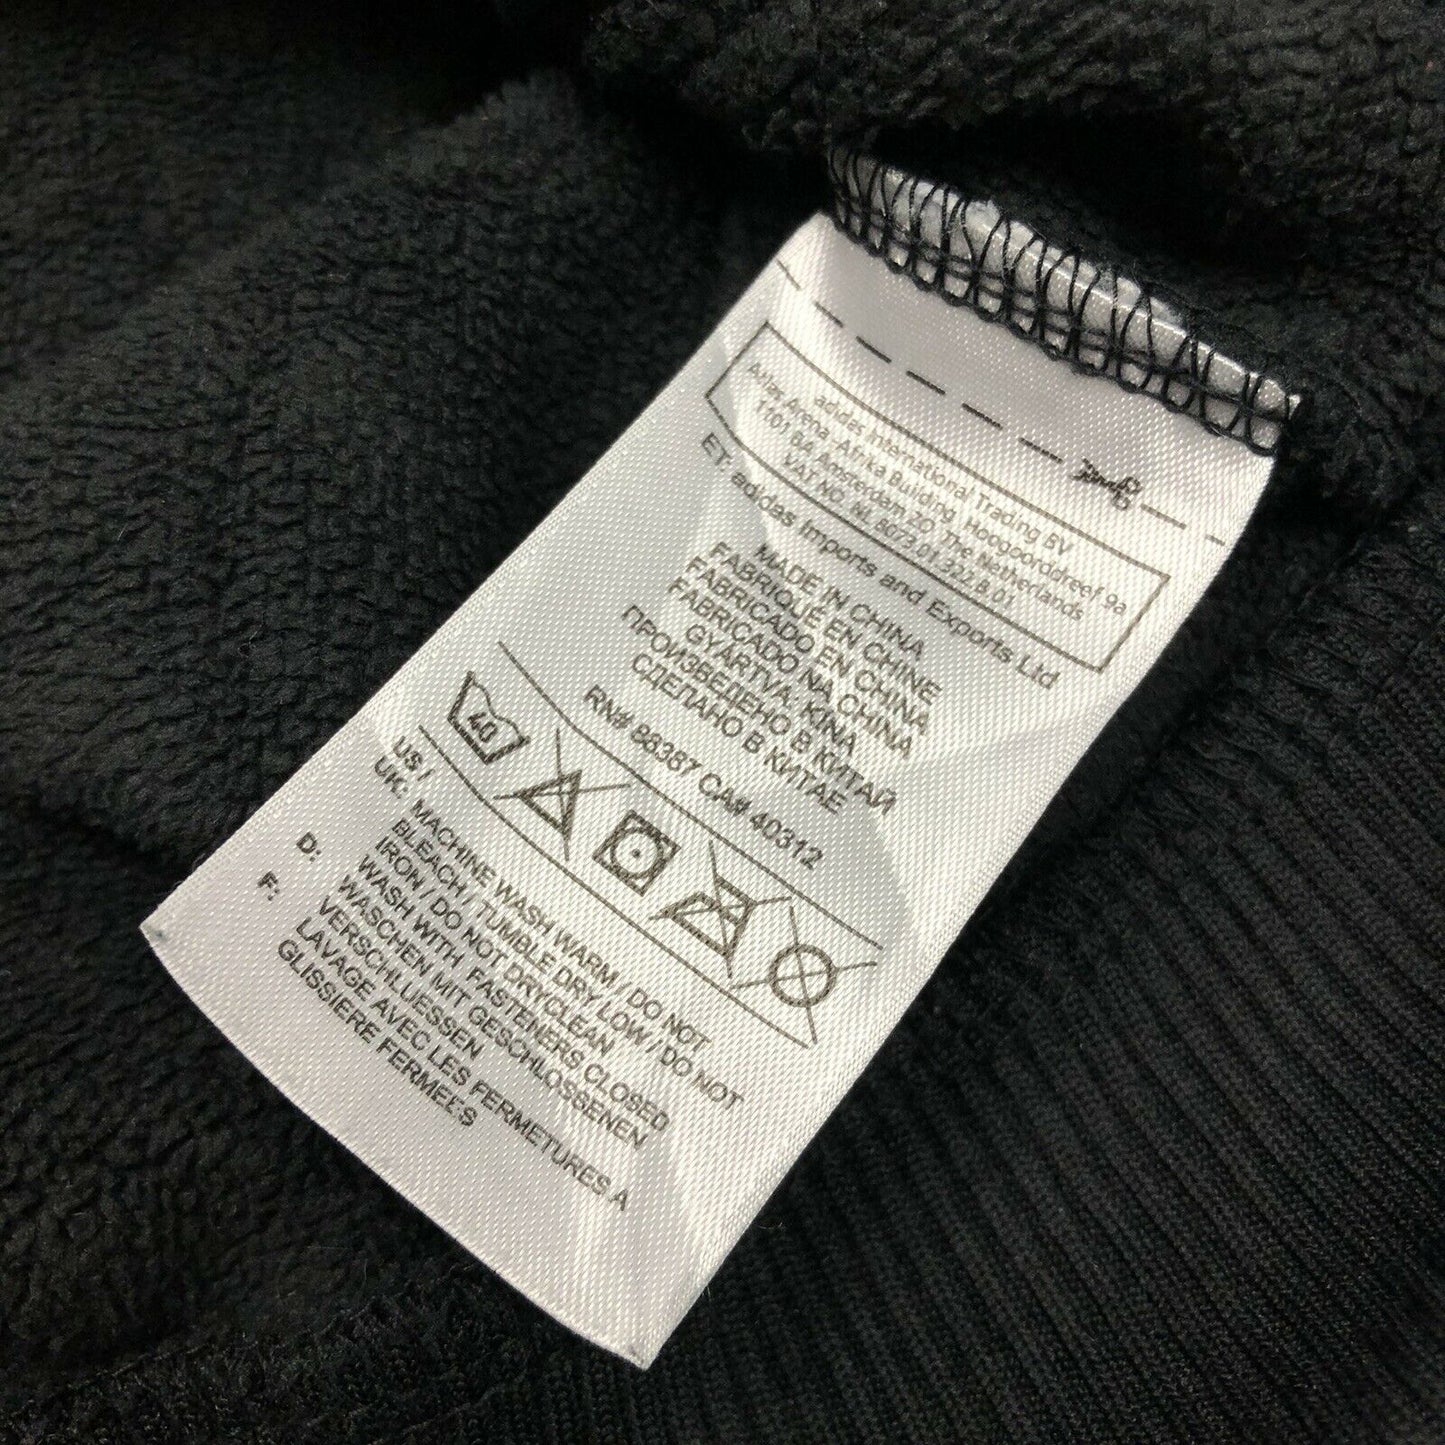 adidas International Trading BV
Arlas Arena -Afrika Building, Hoogoorddreef 9a
1101 BA Amsterdam ZO The Netherlands
VAT NO. NL 8073.01.322.B.01
ET: adidas Imports and Exports Ltd
MADE IN CHINA
FABRIQUÉ EN CHINE
FABRICADO EN CHINA
FABRICADO NA CHINA
GYÁRTVA: KÍNA
ПРОИЗВЕДЕНО В КИТАЙ
СДЕЛАНО В КИТАЕ
RN# 88387 CA# 40312
40
US / UK: MACHINE WASH WARM / DO NOT
BLEACH / TUMBLE DRY LOW / DO NOT
IRON / DO NOT DRYCLEAN
WASH WITH FASTENERS CLOSED
D: WASCHEN MIT GESCHLOSSENEN
VERSCHLUESSEN
F: LAVAGE AVEC LES FERMETURES A
GLISSIERE FERMEES